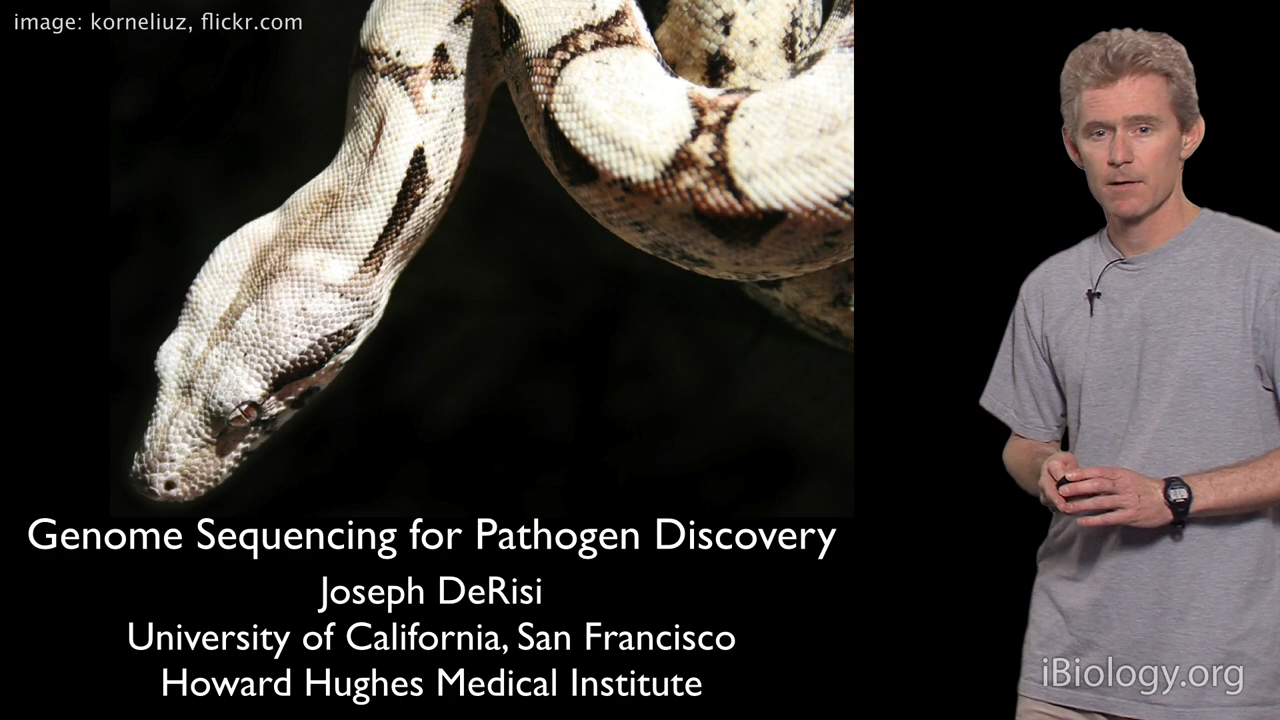 image: korneliuz, flickr.com
Genome Sequencing for Pathogen Discovery
Joseph DeRisi
University of California, San Francisco
Howard Hughes Medical Institute
iBiology.org